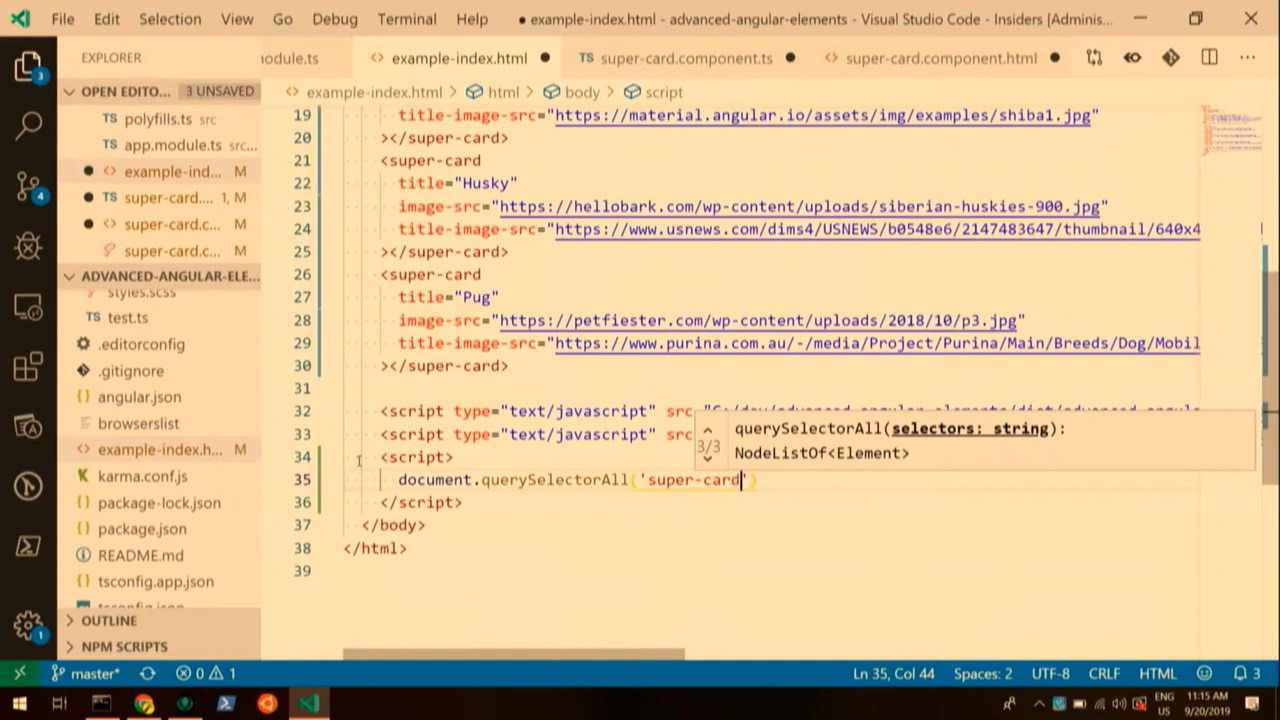 File Edit Selection View Go Debug Terminal Help
● example-index.html - advanced-angular-elements - Visual Studio Code - Insiders [Adminis...
EXPLORER
OPEN EDITO... 3 UNSAVED
TS polyfills.ts src
TS app.module.ts src...
● <> example-ind... M
● TS super-card.... 1, M
● <> super-card.c... M
super-card.c... M
ADVANCED-ANGULAR-ELE...
styles.scss
TS test.ts
.editorconfig
.gitignore
{} angular.json
browserslist
<> example-index.h... M
karma.conf.js
{} package-lock.json
{} package.json
README.md
{} tsconfig.app.json
OUTLINE
NPM SCRIPTS
3
4
1
odule.ts
<> example-index.html ●
TS super-card.component.ts ●
<> super-card.component.html ●
...
<> example-index.html > html > body > script
19 title-image-src="https://material.angular.io/assets/img/examples/shiba1.jpg"
20 ></super-card>
21 <super-card
22 title="Husky"
23 image-src="https://hellobark.com/wp-content/uploads/siberian-huskies-900.jpg"
24 title-image-src="https://www.usnews.com/dims4/USNEWS/b0548e6/2147483647/thumbnail/640x4
25 ></super-card>
26 <super-card
27 title="Pug"
28 image-src="https://petfiester.com/wp-content/uploads/2018/10/p3.jpg"
29 title-image-src="https://www.purina.com.au/-/media/Project/Purina/Main/Breeds/Dog/Mobil
30 ></super-card>
31
32 <script type="text/javascript" src
33 <script type="text/javascript" src
34 <script>
35 document.querySelectorAll('super-card')
36 </script>
37 </body>
38 </html>
39
3/3
querySelectorAll(selectors: string):
NodeListOf<Element>
master* 0 1 Ln 35, Col 44 Spaces: 2 UTF-8 CRLF HTML 3
ENG
US
11:15 AM
9/20/2019